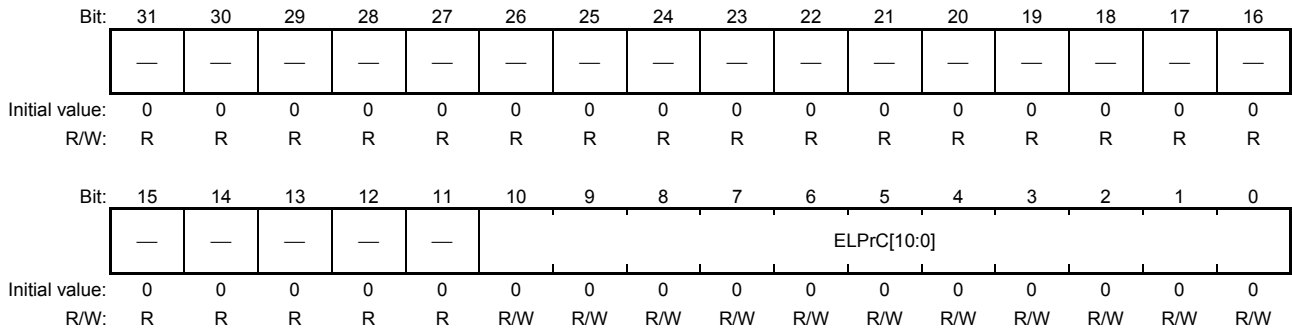 Bit: 31 30 29 28 27 26 25 24 23 22 21 20 19 18 17 16
— — — — — — — — — — — — — — — —
Initial value: 0 0 0 0 0 0 0 0 0 0 0 0 0 0 0 0
R/W: R R R R R R R R R R R R R R R R
Bit: 15 14 13 12 11 10 9 8 7 6 5 4 3 2 1 0
— — — — — ELPrC[10:0]
Initial value: 0 0 0 0 0 0 0 0 0 0 0 0 0 0 0 0
R/W: R R R R R R/W R/W R/W R/W R/W R/W R/W R/W R/W R/W R/W